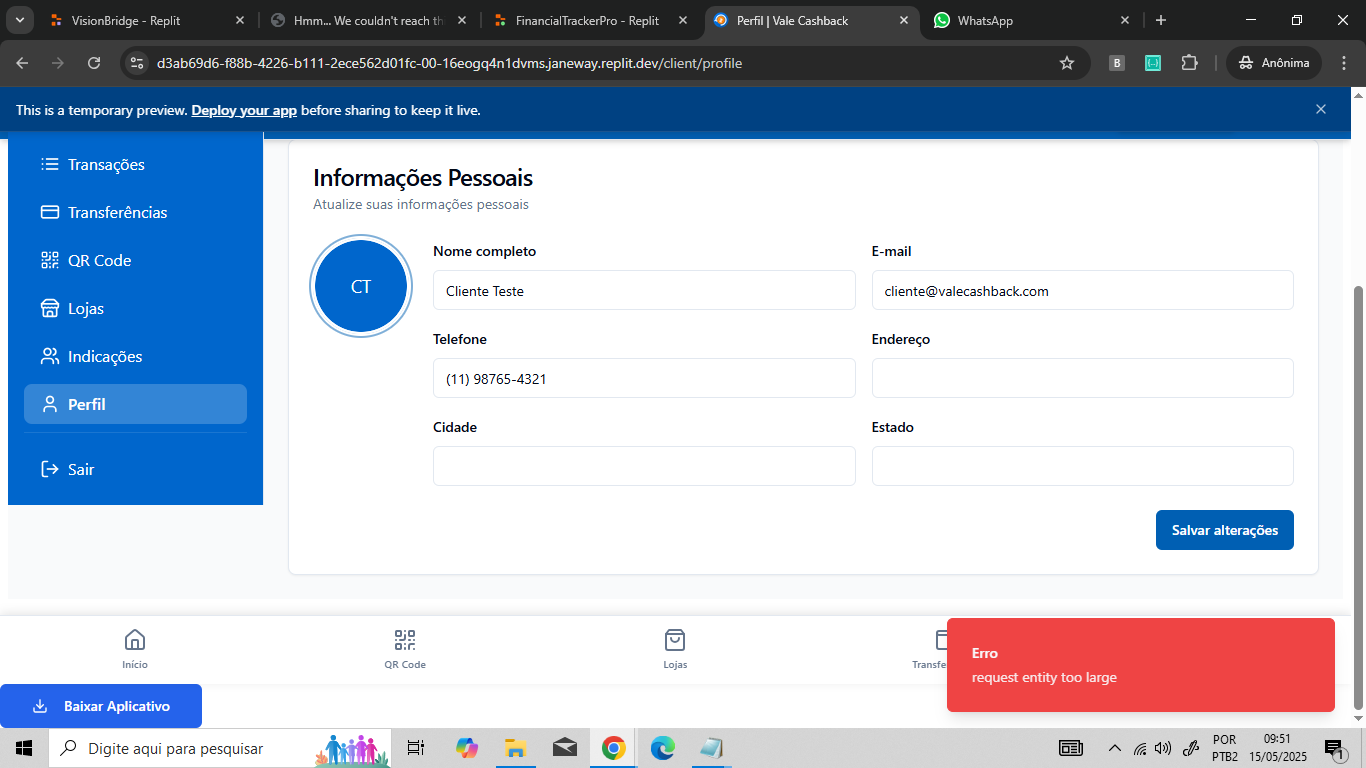 VisionBridge - Replit
Hmm... We couldn't reach th
FinancialTrackerPro - Replit
Perfil | Vale Cashback
WhatsApp
d3ab69d6-f88b-4226-b111-2ece562d01fc-00-16eogq4n1dvms.janeway.replit.dev/client/profile
B
Anônima
This is a temporary preview. Deploy your app before sharing to keep it live.
Transações
Transferências
QR Code
Lojas
Indicações
Perfil
Sair
Informações Pessoais
Atualize suas informações pessoais
CT
Nome completo
E-mail
Cliente Teste
cliente@valecashback.com
Telefone
Endereço
(11) 98765-4321
Cidade
Estado
Salvar alterações
Início
QR Code
Lojas
Transfe
Erro
request entity too large
Baixar Aplicativo
Digite aqui para pesquisar
POR
PTB2
09:51
15/05/2025
1